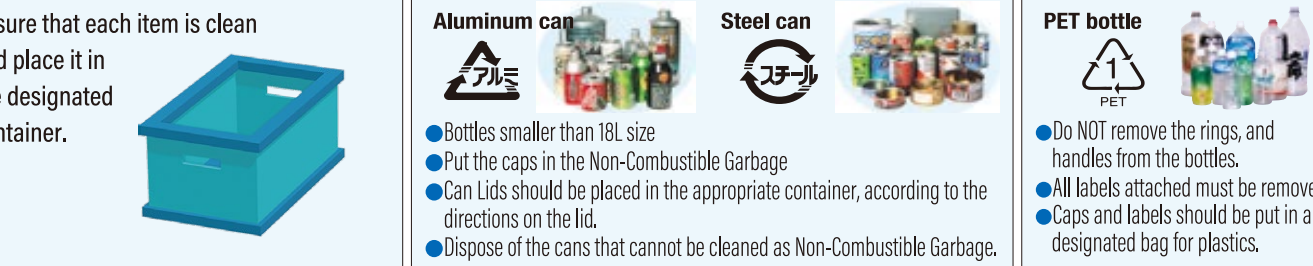 sure that each item is clean
place it in
designated
Aluminum can
アルミ
Steel can
スチール
●Bottles smaller than 18L size
●Put the caps in the Non-Combustible Garbage
●Can Lids should be placed in the appropriate container, according to the
directions on the lid.
●Dispose of the cans that cannot be cleaned as Non-Combustible Garbage.
PET bottle
1
PET
●Do NOT remove the rings, and
handles from the bottles.
●All labels attached must be
●Caps and labels should be put in a
designated bag for plastics.